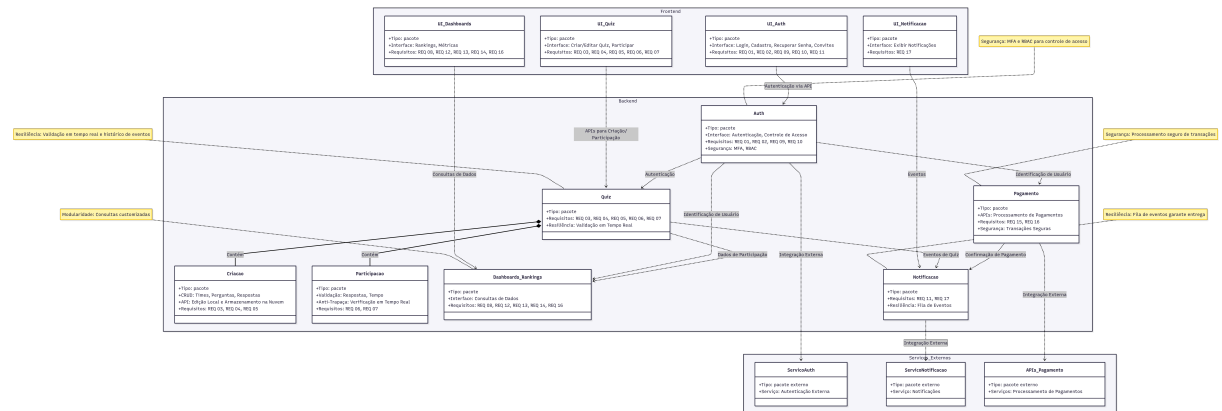 Frontend
UI_Dashboards
+Tipo: pacote
+Interface: Rankings, Métricas
+Requisitos: REQ 08, REQ 12, REQ 13, REQ 14, REQ 16
UI_Quiz
+Tipo: pacote
+Interface: Criar/Editar Quiz, Participar
+Requisitos: REQ 03, REQ 04, REQ 05, REQ 06, REQ 07
UI_Auth
+Tipo: pacote
+Interface: Login, Cadastro, Recuperar Senha, Convites
+Requisitos: REQ 01, REQ 02, REQ 09, REQ 10, REQ 11
UI_Notificacao
+Tipo: pacote
+Interface: Exibir Notificações
+Requisitos: REQ 17
Segurança: MFA e RBAC para controle de acesso
Autenticação via API
Backend
Auth
+Tipo: pacote
+Interface: Autenticação, Controle de Acesso
+Requisitos: REQ 01, REQ 02, REQ 09, REQ 10
+Segurança: MFA, RBAC
Resiliência: Validação em tempo real e histórico de eventos
APIs para Criação/
Participação
Segurança: Processamento seguro de transações
Consultas de Dados
Autenticação
Eventos
Identificação de Usuário
Quiz
+Tipo: pacote
+Requisitos: REQ 03, REQ 04, REQ 05, REQ 06, REQ 07
+Resiliência: Validação em Tempo Real
Pagamento
+Tipo: pacote
+APIs: Processamento de Pagamentos
+Requisitos: REQ 15, REQ 16
+Segurança: Transações Seguras
Modularidade: Consultas customizadas
Identificação de Usuário
Resiliência: Fila de eventos garante entrega
Contém
Contém
Integração Externa
Dados de Participação
Eventos de Quiz
Confirmação de Pagamento
Criacao
+Tipo: pacote
+CRUD: Times, Perguntas, Respostas
+API: Edição Local e Armazenamento na Nuvem
+Requisitos: REQ 03, REQ 04, REQ 05
Participacao
+Tipo: pacote
+Validação: Respostas, Tempo
+Anti-Trapaça: Verificação em Tempo Real
+Requisitos: REQ 06, REQ 07
Dashboards_Rankings
+Tipo: pacote
+Interface: Consultas de Dados
+Requisitos: REQ 08, REQ 12, REQ 13, REQ 14, REQ 16
Notificacao
+Tipo: pacote
+Requisitos: REQ 11, REQ 17
+Resiliência: Fila de Eventos
Integração Externa
Integração Externa
Servicos_Externos
ServicoAuth
+Tipo: pacote externo
+Serviço: Autenticação Externa
ServicoNotificacao
+Tipo: pacote externo
+Serviço: Notificações
APIs_Pagamento
+Tipo: pacote externo
+Serviços: Processamento de Pagamentos